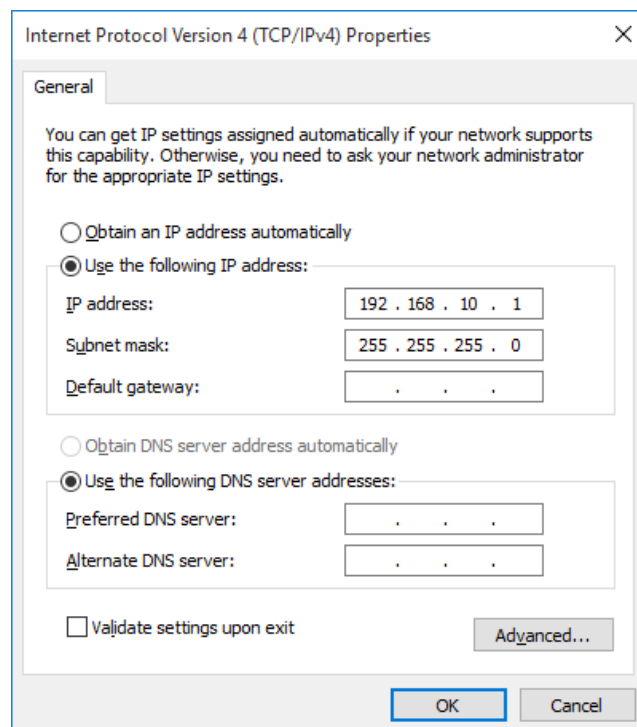 Internet Protocol Version 4 (TCP/IPv4) Properties
General
You can get IP settings assigned automatically if your network supports
this capability. Otherwise, you need to ask your network administrator
for the appropriate IP settings.
Obtain an IP address automatically
Use the following IP address:
IP address: 192 . 168 . 10 . 1
Subnet mask: 255 . 255 . 255 . 0
Default gateway: . . .
Obtain DNS server address automatically
Use the following DNS server addresses:
Preferred DNS server: . . .
Alternate DNS server: . . .
Validate settings upon exit
Advanced...
OK Cancel